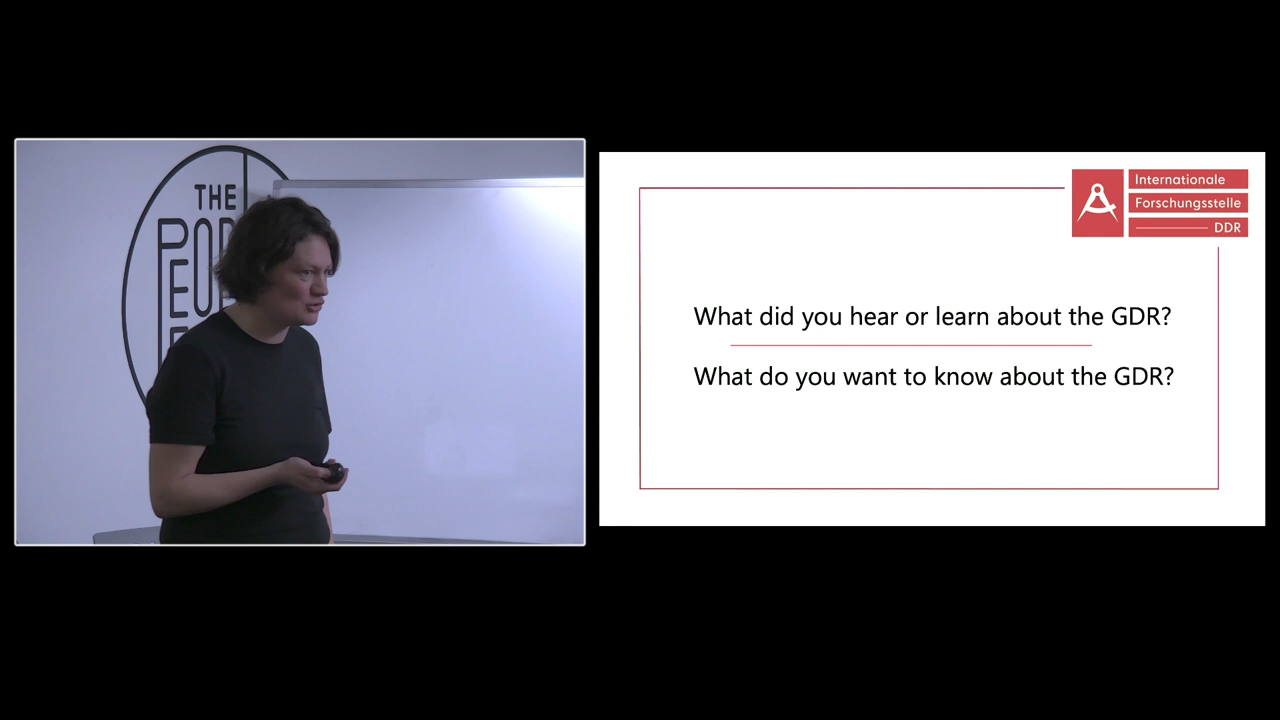 THE
Internationale
Forschungsstelle
DDR
What did you hear or learn about the GDR?
What do you want to know about the GDR?